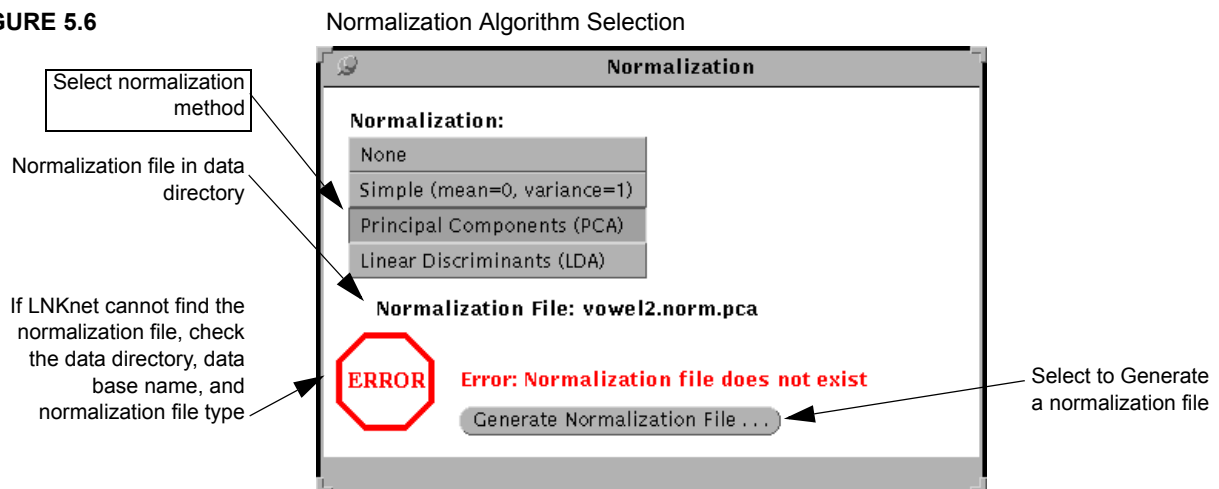 GURE 5.6
Normalization Algorithm Selection
Normalization
Select normalization
method
Normalization:
None
Simple (mean=0, variance=1)
Principal Components (PCA)
Linear Discriminants (LDA)
Normalization file in data
directory
Normalization File: vowel2.norm.pca
If LNKnet cannot find the
normalization file, check
the data directory, data
base name, and
normalization file type
ERROR
Error: Normalization file does not exist
Generate Normalization File . . .
Select to Generate
a normalization file